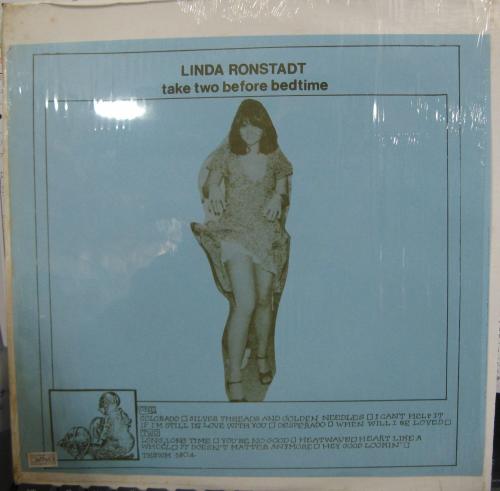 LINDA RONSTADT
take two before bedtime
COLORADO □ SILVER THREADS AND GOLDEN NEEDLES □ I CAN'T HELP IT
IF I'M STILL IN LOVE WITH YOU □ DESPERADO □ WHEN WILL I BE LOVED □
TWO
LONG, LONG TIME □ YOU'RE NO GOOD □ HEATWAVE □ HEART LIKE A
WHEEL □ IT DOESN'T MATTER ANYMORE □ HEY GOOD LOOKIN' □